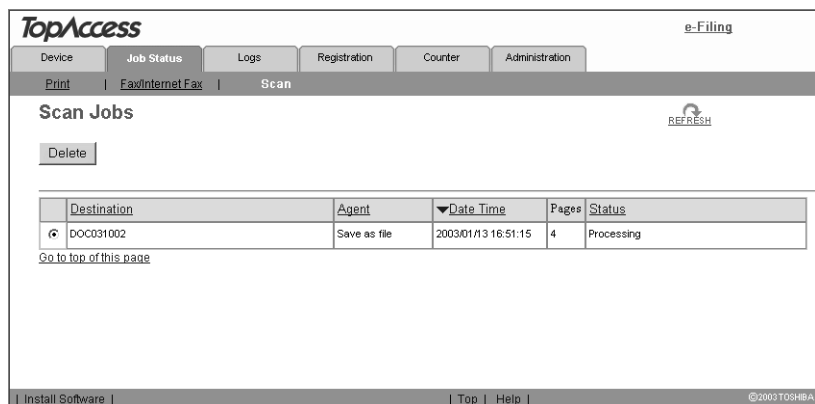 TopAccess e-Filing
Device Job Status Logs Registration Counter Administration
Print | Fax/Internet Fax | Scan
Scan Jobs
REFRESH
Delete
Destination Agent ▼Date Time Pages Status
DOC031002 Save as file 2003/01/13 16:51:15 4 Processing
Go to top of this page
| Install Software | | Top | Help | ©2003 TOSHIBA